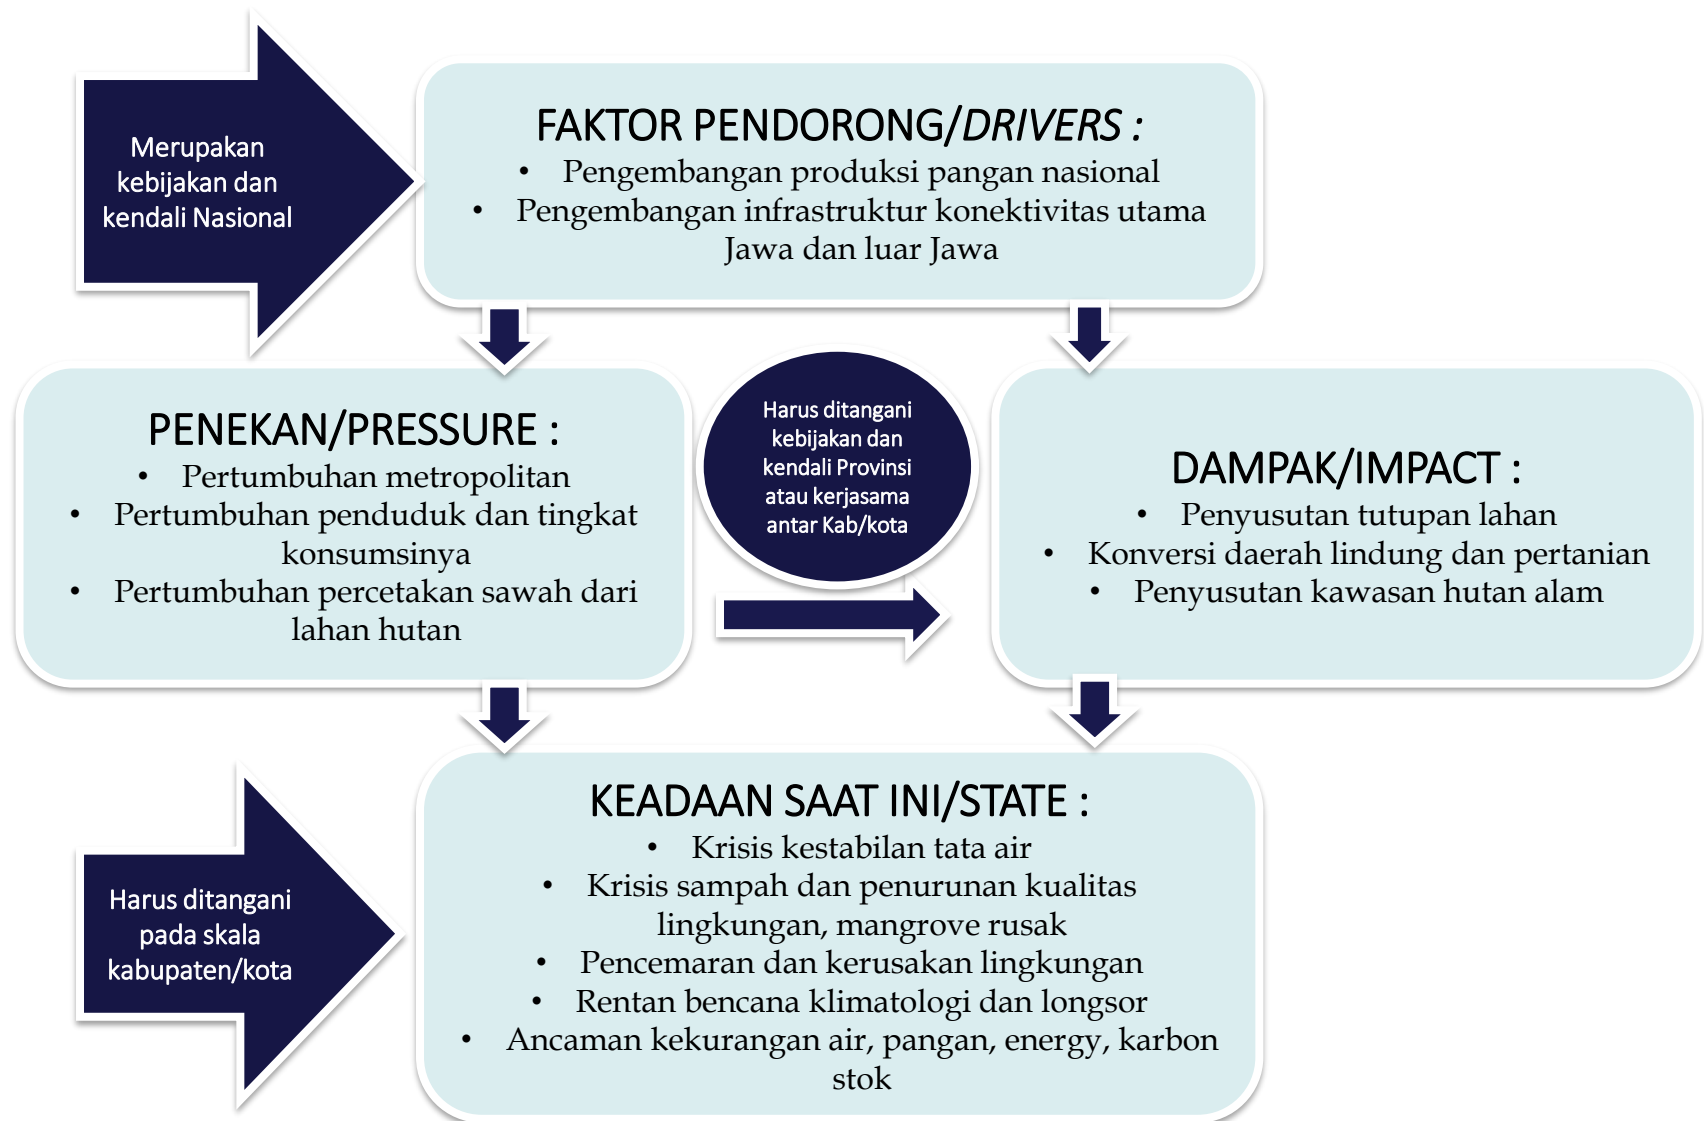 Merupakan
kebijakan dan
kendali Nasional
FAKTOR PENDORONG/DRIVERS :
• Pengembangan produksi pangan nasional
• Pengembangan infrastruktur konektivitas utama
Jawa dan luar Jawa
PENEKAN/PRESSURE :
• Pertumbuhan metropolitan
• Pertumbuhan penduduk dan tingkat
konsumsinya
• Pertumbuhan percetakan sawah dari
lahan hutan
Harus ditangani
kebijakan dan
kendali Provinsi
atau kerjasama
antar Kab/kota
DAMPAK/IMPACT :
• Penyusutan tutupan lahan
• Konversi daerah lindung dan pertanian
• Penyusutan kawasan hutan alam
Harus ditangani
pada skala
kabupaten/kota
KEADAAN SAAT INI/STATE :
• Krisis kestabilan tata air
• Krisis sampah dan penurunan kualitas
lingkungan, mangrove rusak
• Pencemaran dan kerusakan lingkungan
• Rentan bencana klimatologi dan longsor
• Ancaman kekurangan air, pangan, energy, karbon
stok